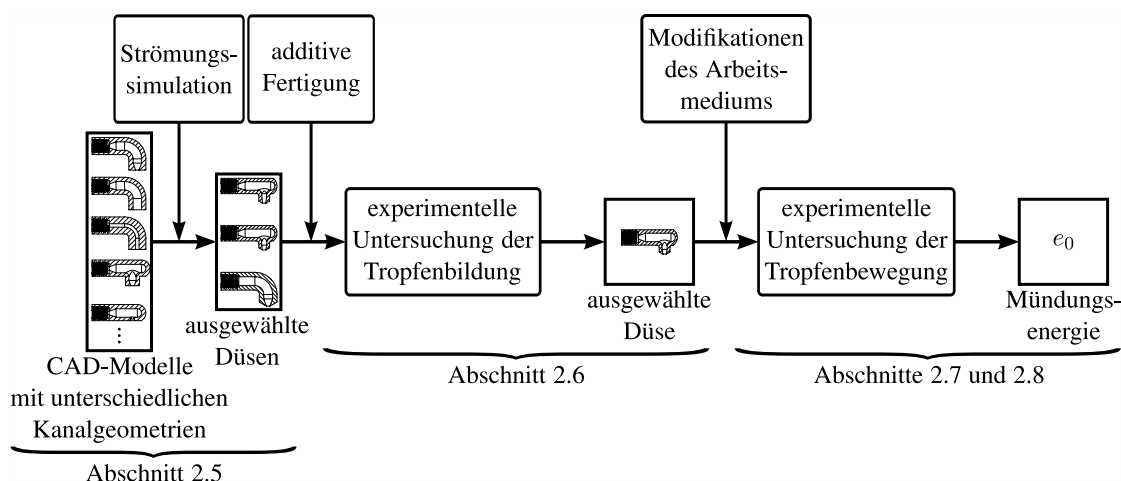 Strömungs-
simulation
additive
Fertigung
Modifikationen
des Arbeits-
mediums
experimentelle
Untersuchung der
Tropfenbildung
experimentelle
Untersuchung der
Tropfenbewegung
e₀
ausgewählte
Düsen
ausgewählte
Düse
Mündungs-
energie
⋮
CAD-Modelle
mit unterschiedlichen
Kanalgeometrien
Abschnitt 2.6
Abschnitte 2.7 und 2.8
Abschnitt 2.5